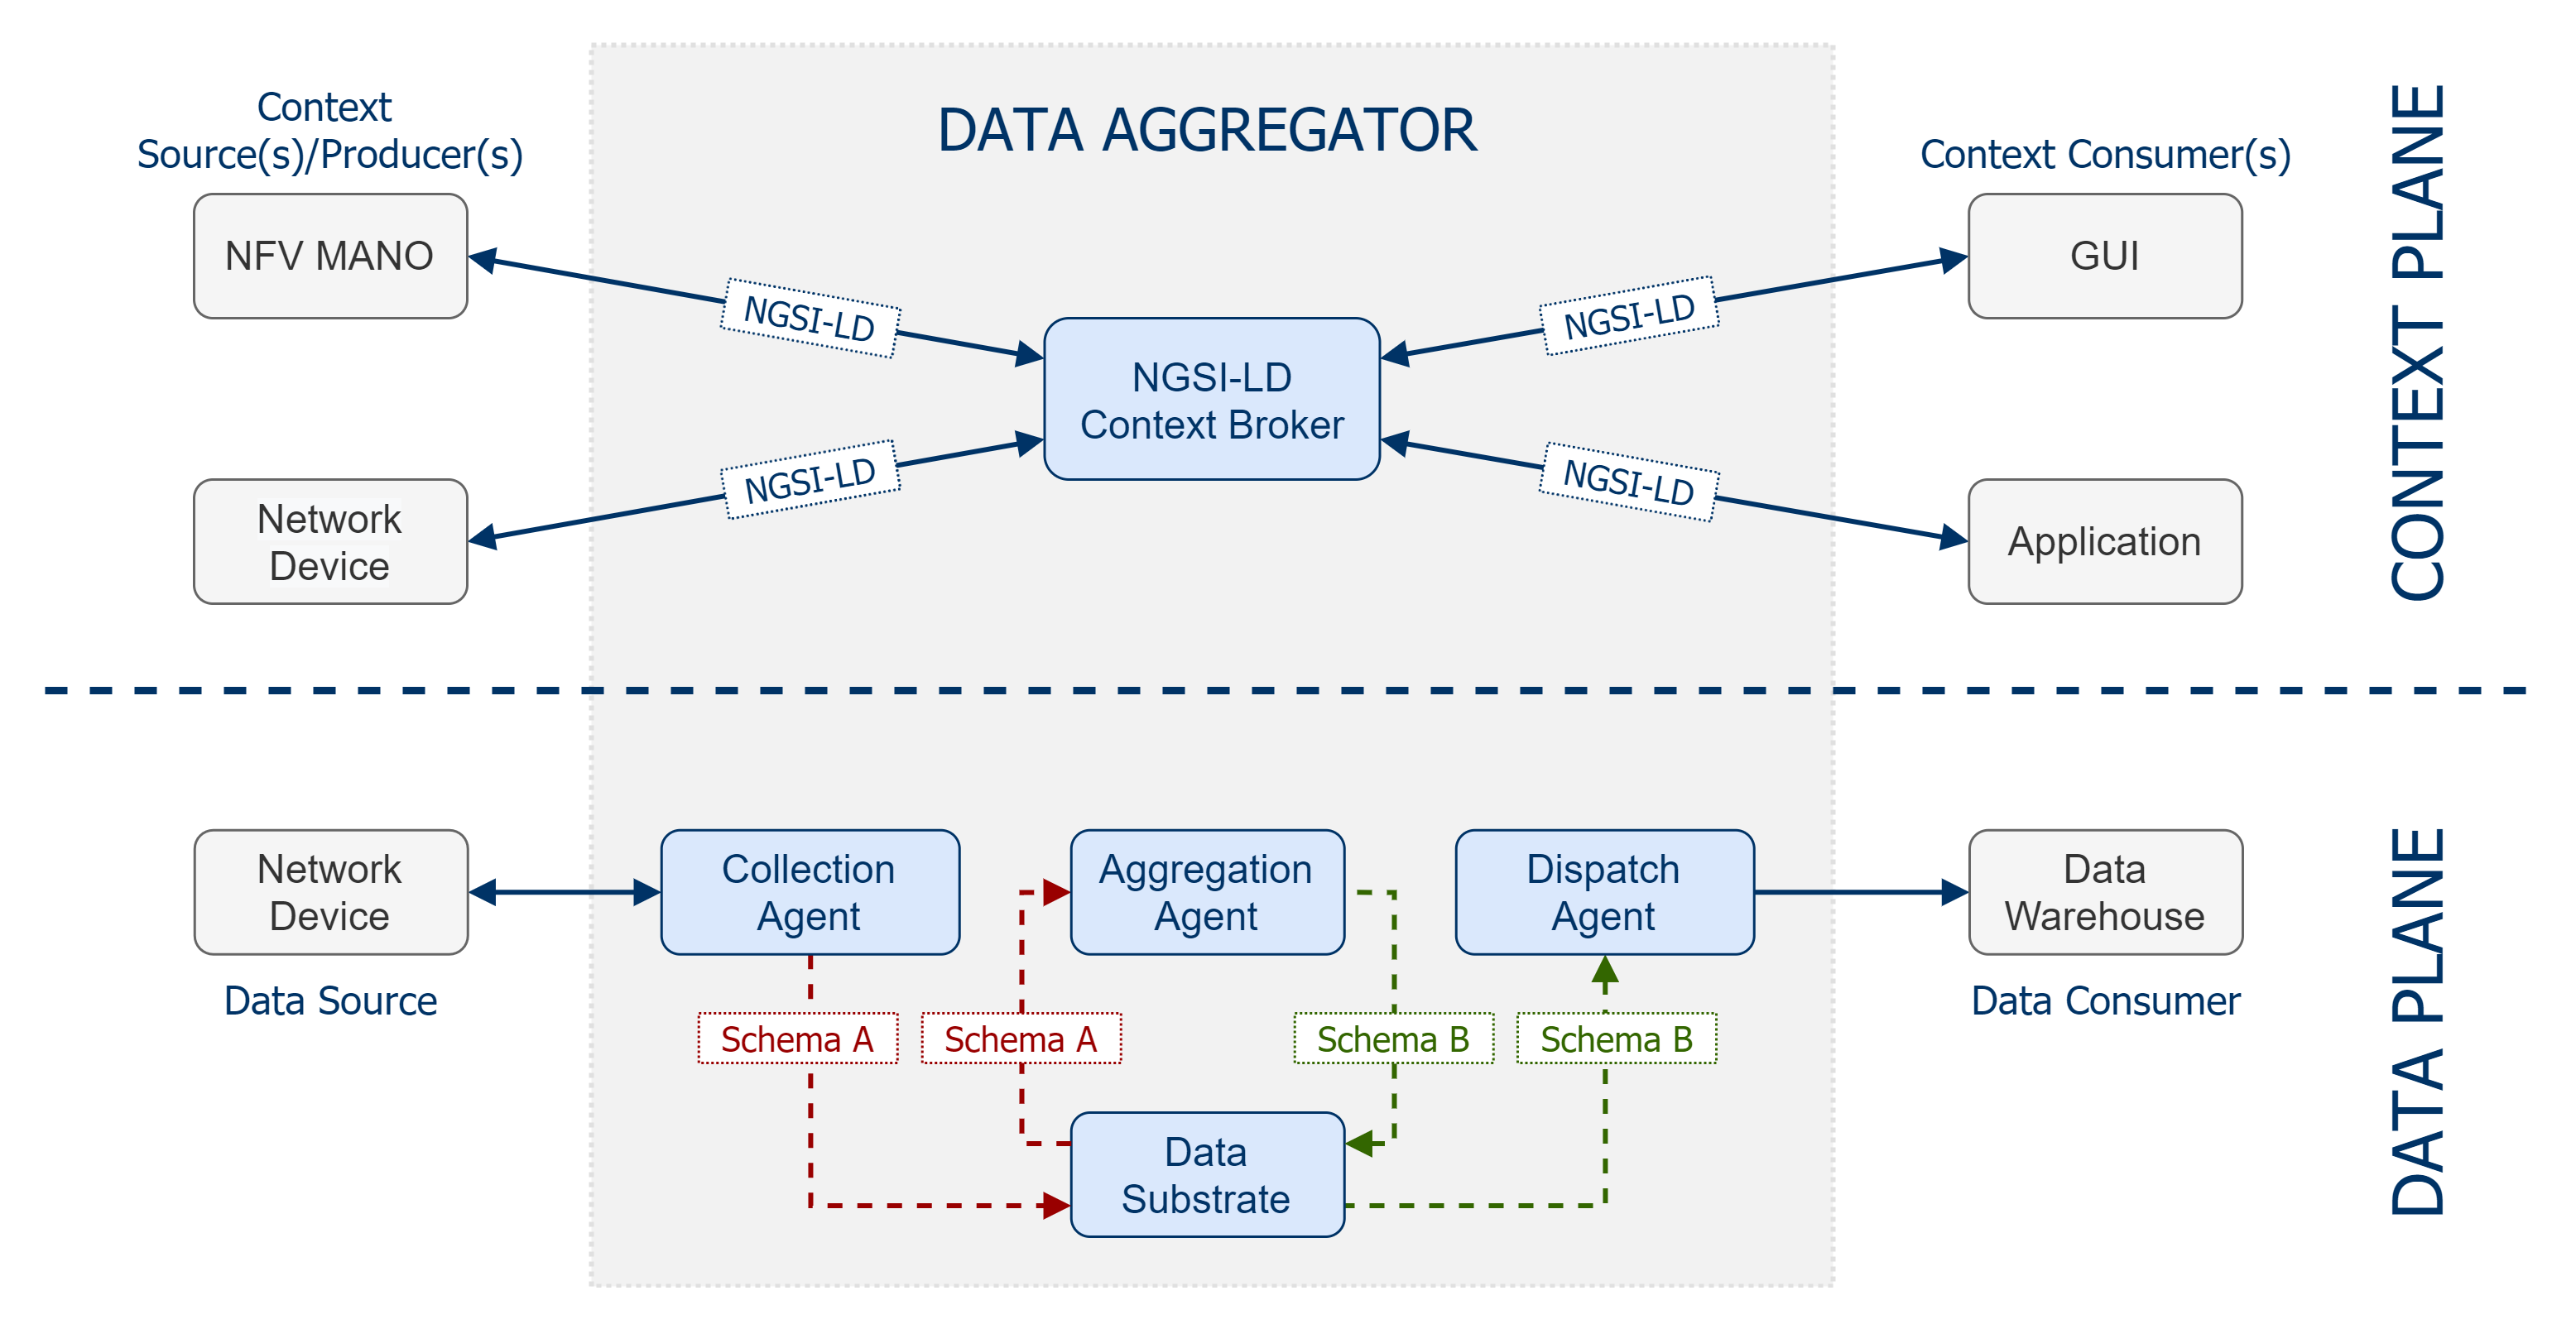 DATA AGGREGATOR
Context
Source(s)/Producer(s)
NFV MANO
Network
Device
NGSI-LD
NGSI-LD
NGSI-LD
Context Broker
NGSI-LD
NGSI-LD
Context Consumer(s)
GUI
Application
CONTEXT PLANE
Network
Device
Data Source
Collection
Agent
Aggregation
Agent
Dispatch
Agent
Schema A
Schema A
Schema B
Schema B
Data
Substrate
Data
Warehouse
Data Consumer
DATA PLANE